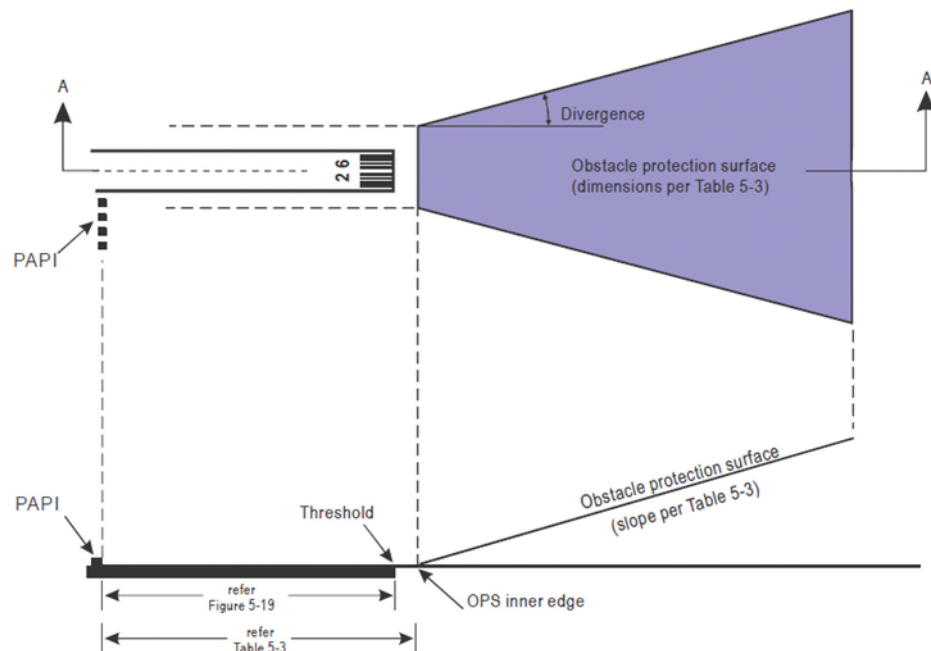 A
A
Divergence
26
Obstacle protection surface
(dimensions per Table 5-3)
PAPI
Obstacle protection surface
(slope per Table 5-3)
PAPI
Threshold
OPS inner edge
refer
Figure 5-19
refer
Table 5-3